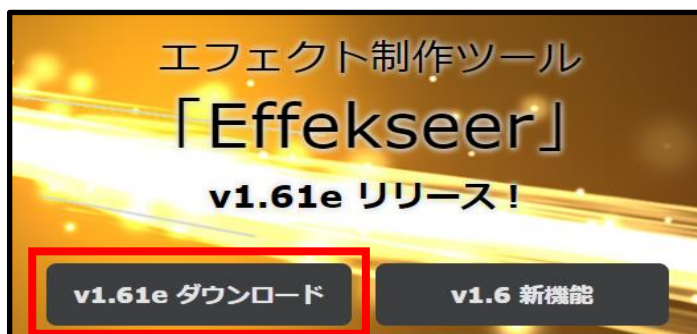 エフェクト制作ツール
「Effekseer」
v1.61e リリース！
v1.61e ダウンロード
v1.6 新機能